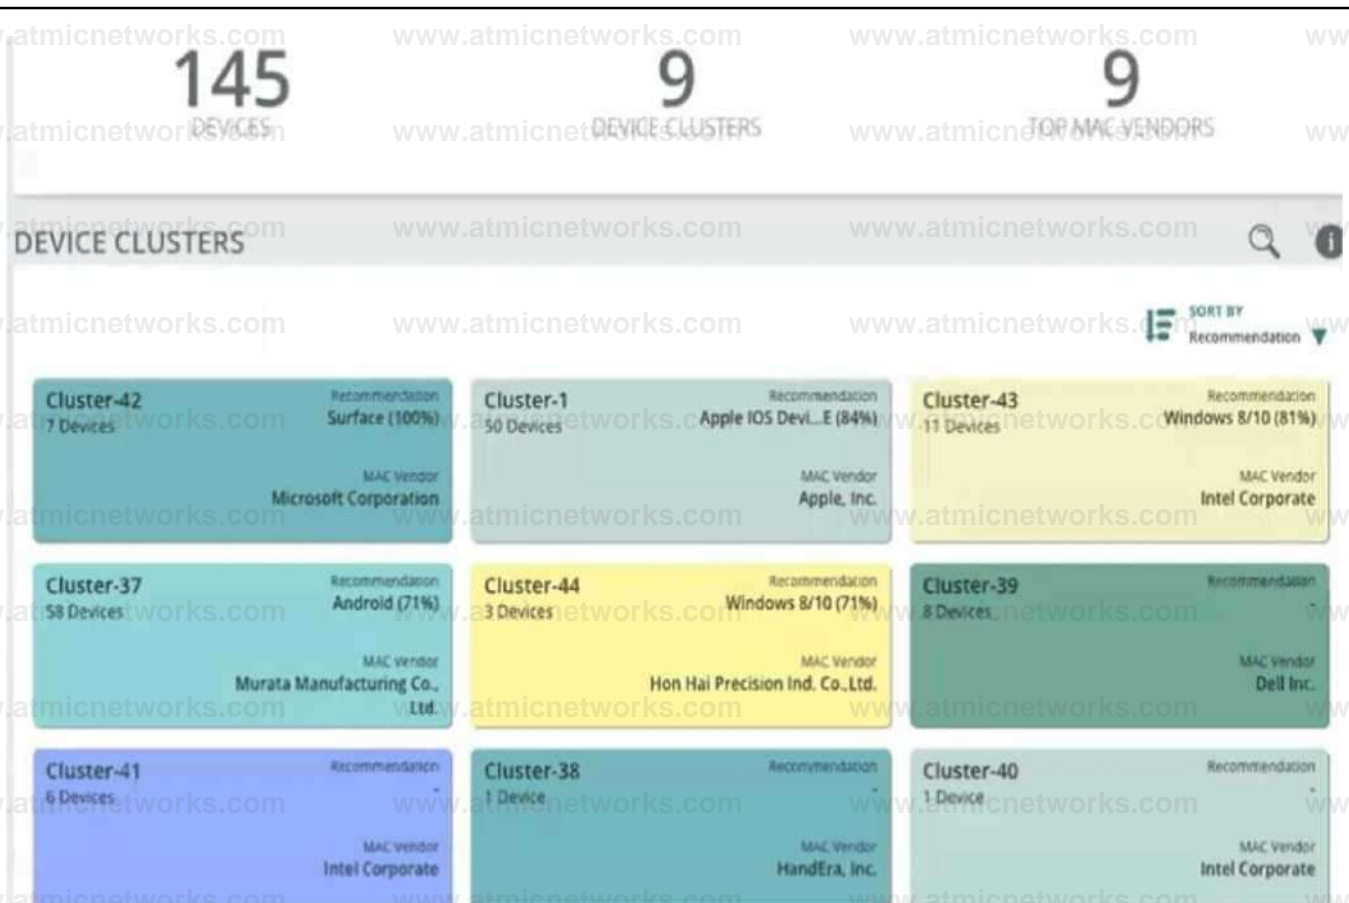 145
DEVICES
9
DEVICE CLUSTERS
9
TOP MAC VENDORS
DEVICE CLUSTERS
SORT BY
Recommendation
Cluster-42
7 Devices
Recommendation
Surface (100%)
MAC Vendor
Microsoft Corporation
Cluster-1
50 Devices
Recommendation
Apple IOS Devi...E (84%)
MAC Vendor
Apple, Inc.
Cluster-43
11 Devices
Recommendation
Windows 8/10 (81%)
MAC Vendor
Intel Corporate
Cluster-37
58 Devices
Recommendation
Android (71%)
MAC Vendor
Murata Manufacturing Co.,
Ltd.
Cluster-44
3 Devices
Recommendation
Windows 8/10 (71%)
MAC Vendor
Hon Hai Precision Ind. Co.,Ltd.
Cluster-39
8 Devices
Recommendation
-
MAC Vendor
Dell Inc.
Cluster-41
6 Devices
Recommendation
-
MAC Vendor
Intel Corporate
Cluster-38
1 Device
Recommendation
-
MAC Vendor
HandEra, Inc.
Cluster-40
1 Device
Recommendation
-
MAC Vendor
Intel Corporate
www.atmicnetworks.com